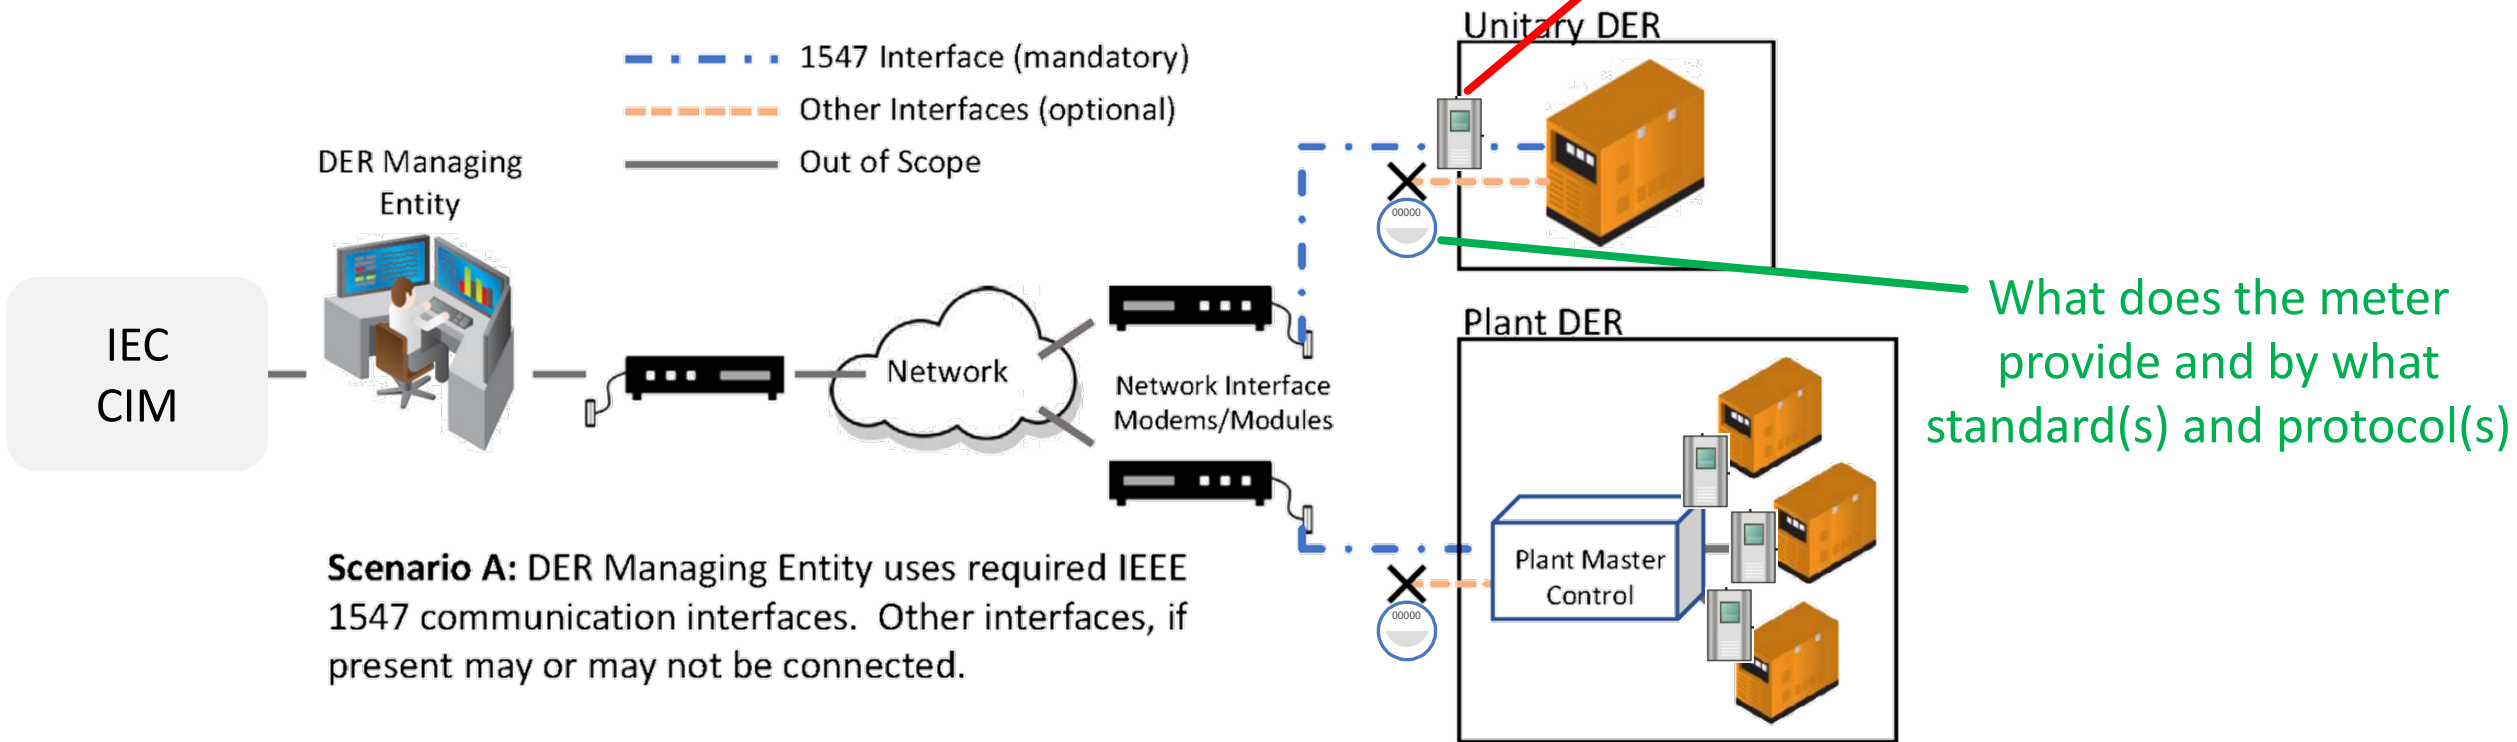 Unitary DER
1547 Interface (mandatory)
Other Interfaces (optional)
Out of Scope
DER Managing
Entity
00000
IEC
CIM
Network
Network Interface
Modems/Modules
What does the meter
provide and by what
standard(s) and protocol(s)
Plant DER
Plant Master
Control
00000
Scenario A: DER Managing Entity uses required IEEE
1547 communication interfaces. Other interfaces, if
present may or may not be connected.